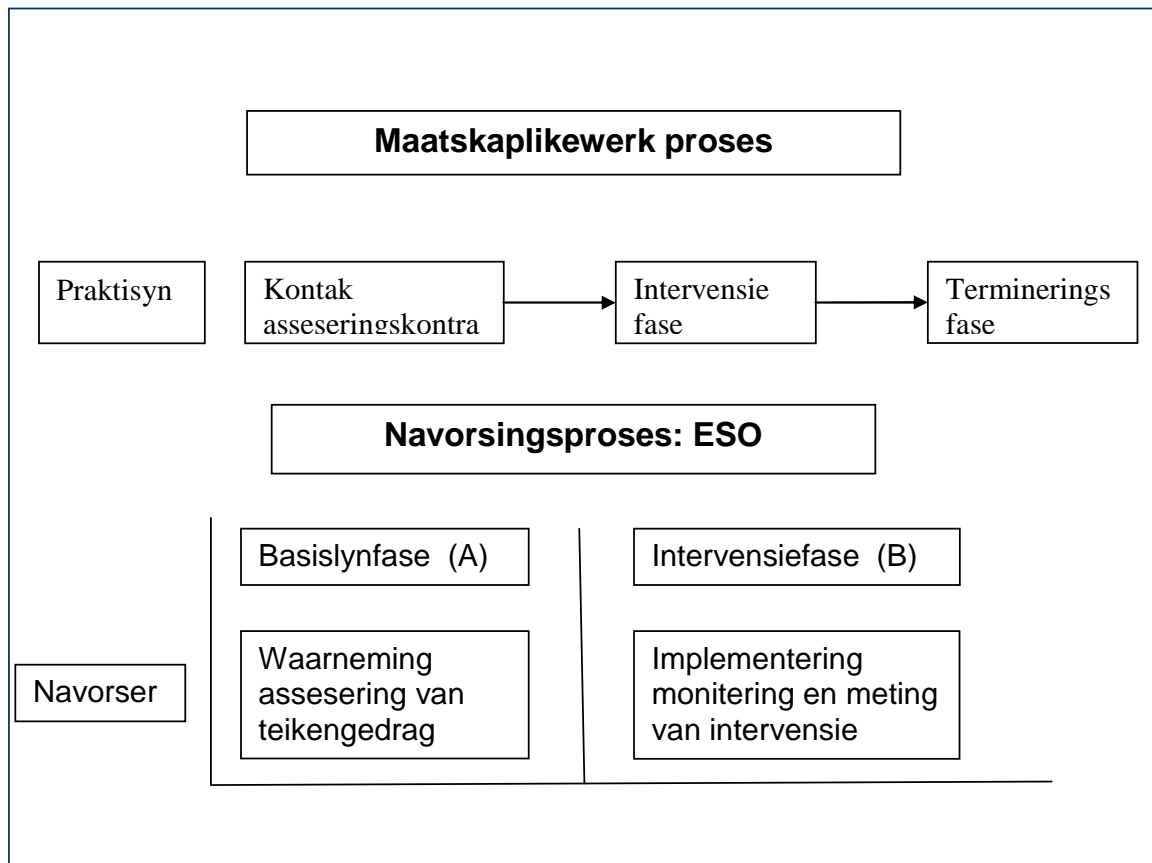 Maatskaplikewerk proses
Praktisyn
Kontak
asseseringskontra
Intervensie
fase
Terminerings
fase
Navorsingsproses: ESO
Basislynfase (A)
Intervensiefase (B)
Navorser
Waarneming
assesering van
teikengedrag
Implementering
monitering en meting
van intervensie